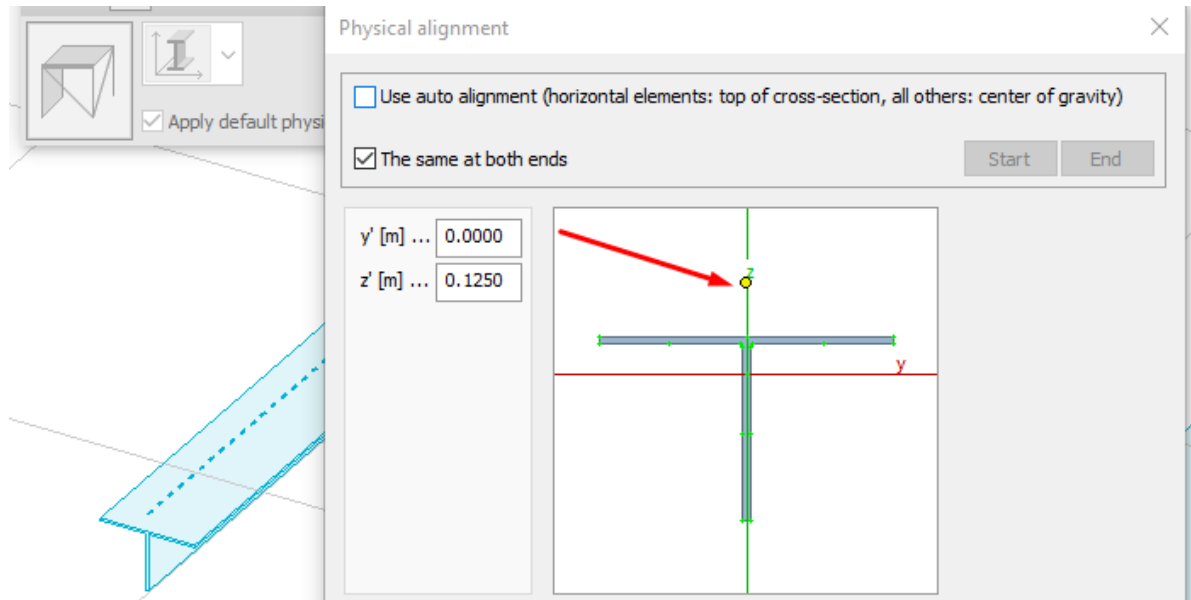 Physical alignment
Use auto alignment (horizontal elements: top of cross-section, all others: center of gravity)
Apply default physi
The same at both ends
Start
End
y' [m] ... 0.0000
z' [m] ... 0.1250
z
y